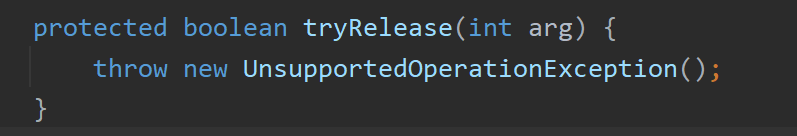 protected boolean tryRelease(int arg) {
    throw new UnsupportedOperationException();
}